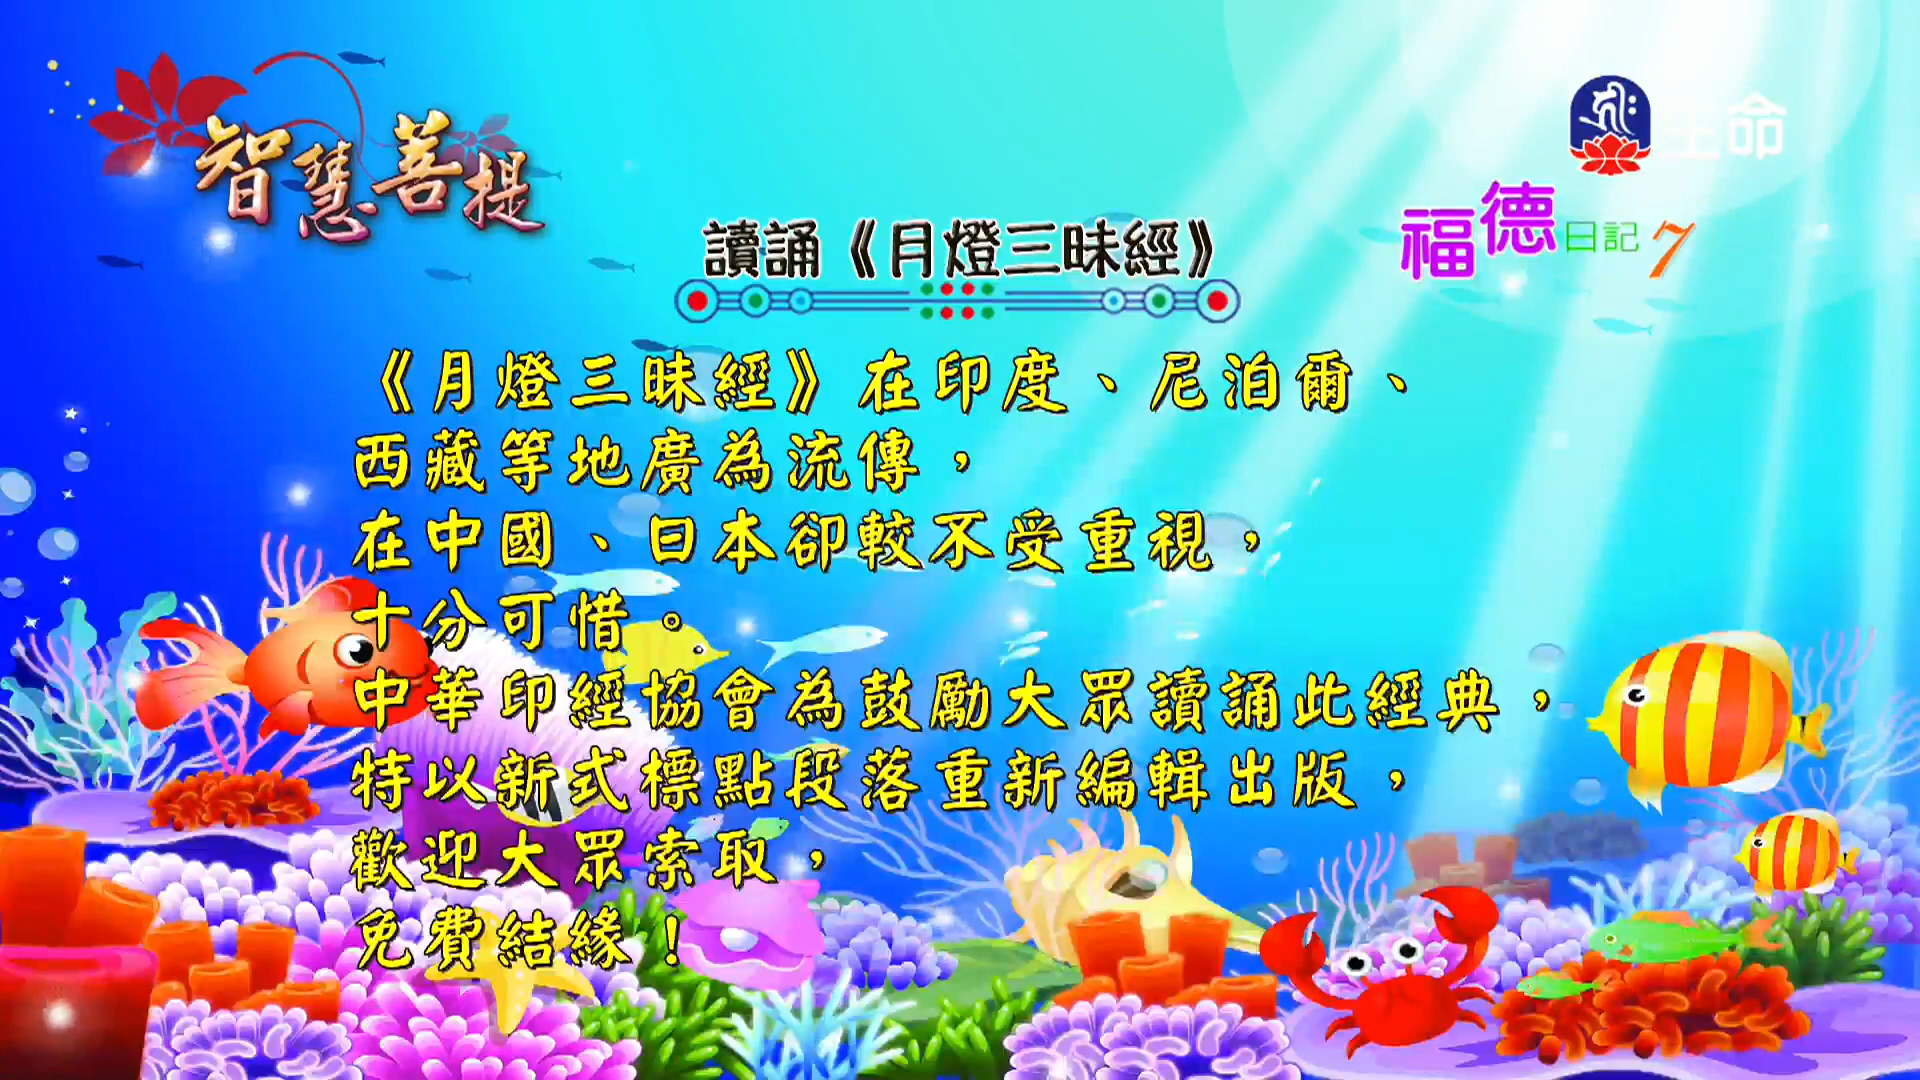 智慧菩提
生命
福德日記7
讀誦《月燈三昧經》
《月燈三昧經》在印度、尼泊爾、
西藏等地廣為流傳，
在中國、日本卻較不受重視，
十分可惜。
中華印經協會為鼓勵大眾讀誦此經典，
特以新式標點段落重新編輯出版，
歡迎大眾索取，
免費結緣！